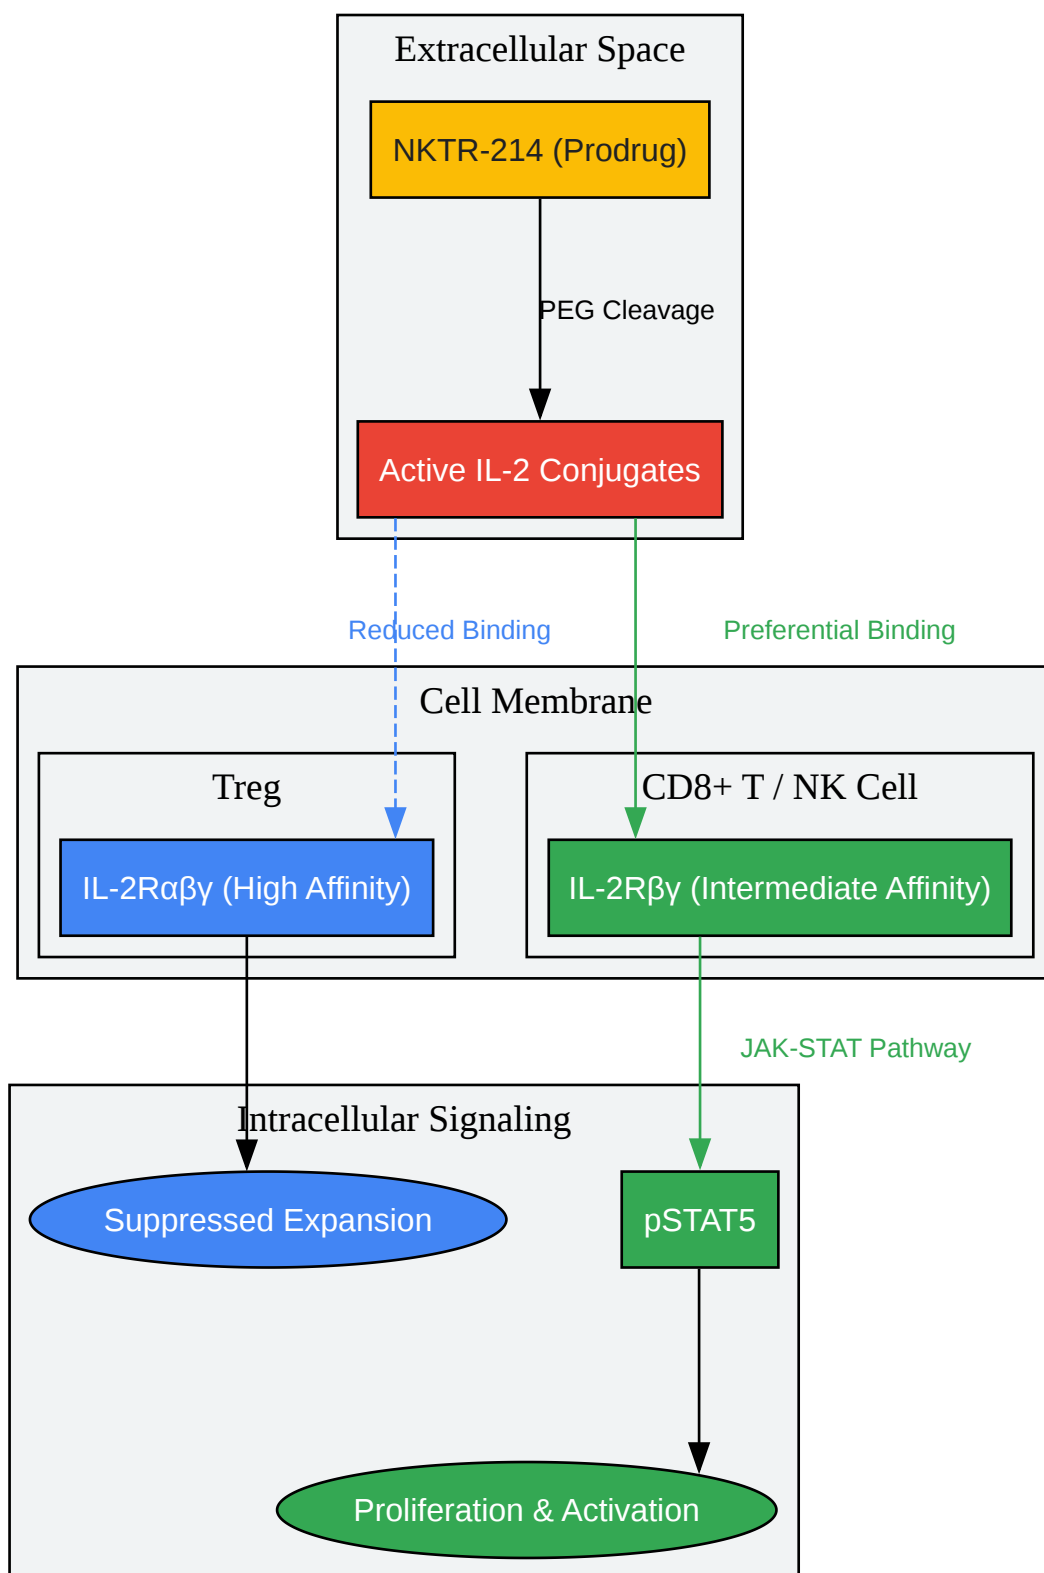 Extracellular Space
NKTR-214 (Prodrug)
PEG Cleavage
Active IL-2 Conjugates
Reduced Binding
Preferential Binding
Cell Membrane
Treg
CD8+ T / NK Cell
IL-2Rαβγ (High Affinity)
IL-2Rβγ (Intermediate Affinity)
JAK-STAT Pathway
Intracellular Signaling
Suppressed Expansion
pSTAT5
Proliferation & Activation